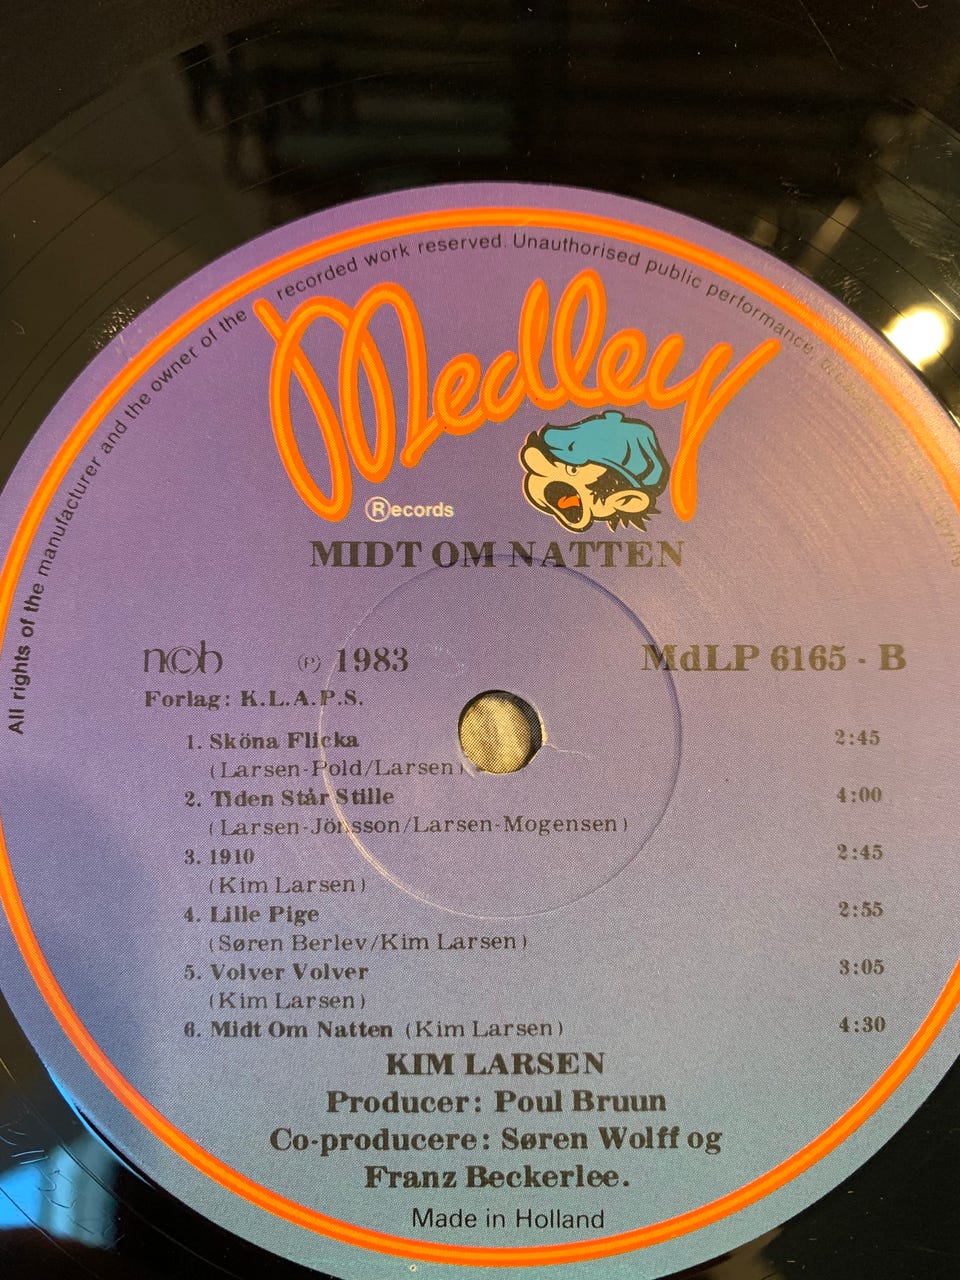 All rights of the manufacturer and the owner of the recorded work reserved. Unauthorised public performance,
Medley
Records
MIDT OM NATTEN
ncb
℗ 1983
MdLP 6165 - B
Forlag: K.L.A.P.S.
1. Sköna Flicka 2:45
(Larsen-Pold/Larsen)
2. Tiden Står Stille 4:00
(Larsen-Jönsson/Larsen-Mogensen)
3. 1910 2:45
(Kim Larsen)
4. Lille Pige 2:55
(Søren Berlev/Kim Larsen)
5. Volver Volver 3:05
(Kim Larsen)
6. Midt Om Natten (Kim Larsen) 4:30
KIM LARSEN
Producer: Poul Bruun
Co-producere: Søren Wolff og
Franz Beckerlee.
Made in Holland